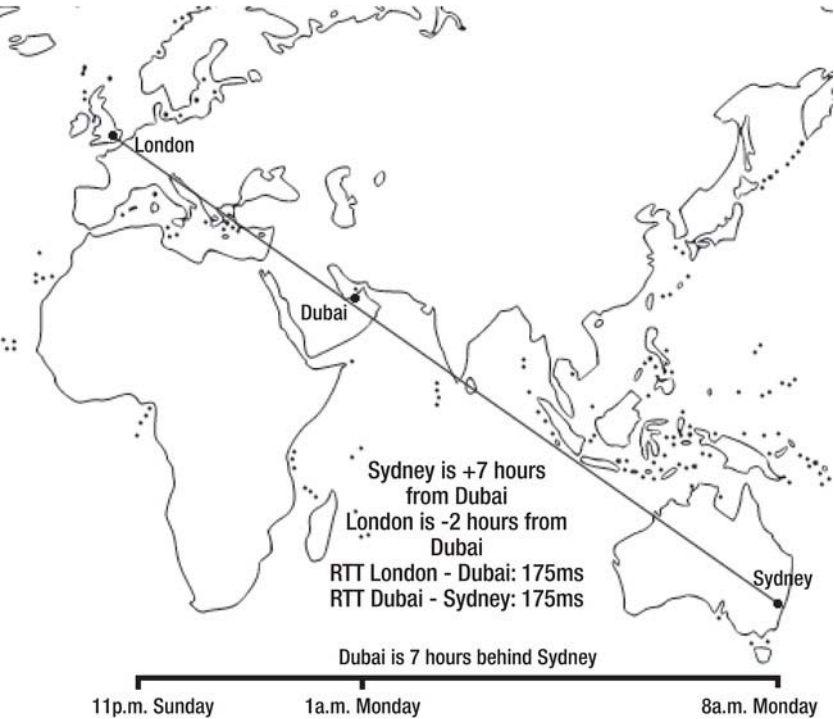 London
Dubai
Sydney is +7 hours
from Dubai
London is -2 hours from
Dubai
RTT London - Dubai: 175ms
RTT Dubai - Sydney: 175ms
Sydney
Dubai is 7 hours behind Sydney
11p.m. Sunday
1a.m. Monday
8a.m. Monday